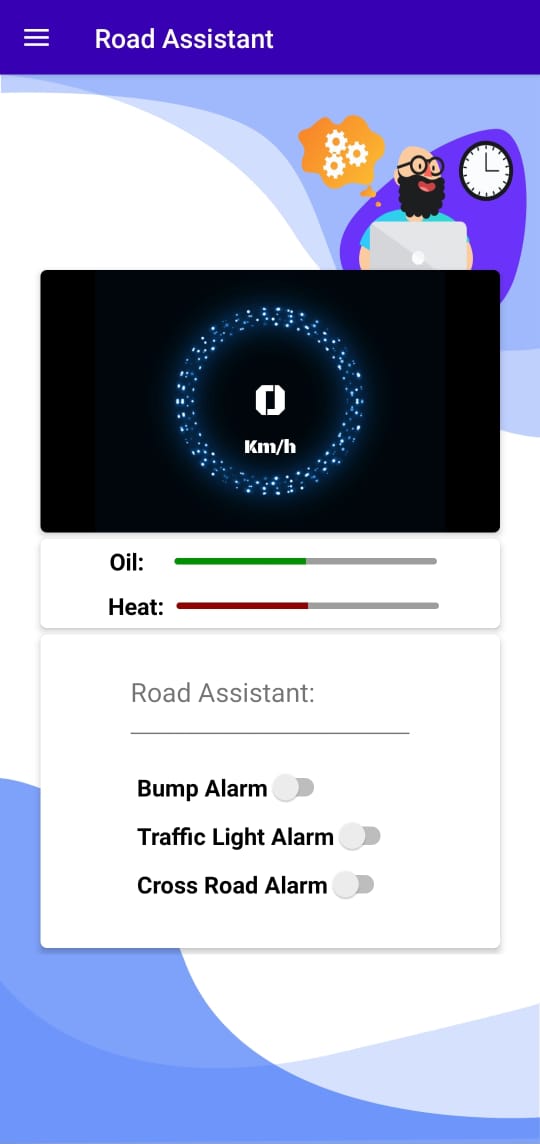 Road Assistant
0
Km/h
Oil:
Heat:
Road Assistant:
Bump Alarm
Traffic Light Alarm
Cross Road Alarm